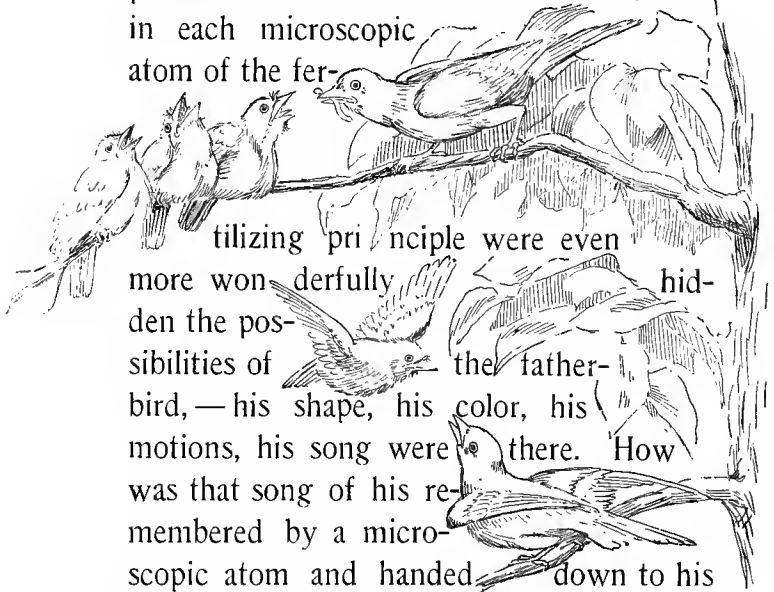 in each microscopic
atom of the fer-
tilizing principle were even
more wonderfully hid-
den the pos-
sibilities of the father-
bird, — his shape, his color, his
motions, his song were there. How
was that song of his re-
membered by a micro-
scopic atom and handed down to his